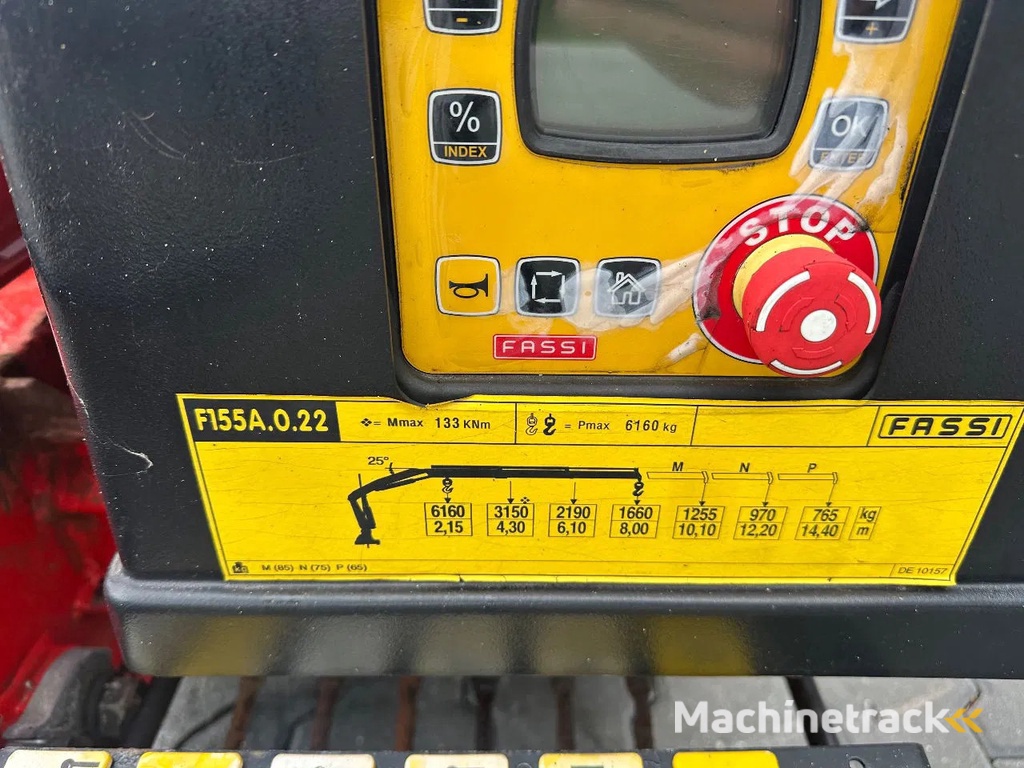 -
+
%
INDEX
OK
ENTER
STOP
FASSI
F155A.0.22
= Mmax 133 KNm
= Pmax 6160 kg
FASSI
25°
M N P
6160 3150 2190 1660 1255 970 765 kg
2,15 4,30 6,10 8,00 10,10 12,20 14,40 m
KG M (85) N (75) P (65)
DE 10157
Machinetrack